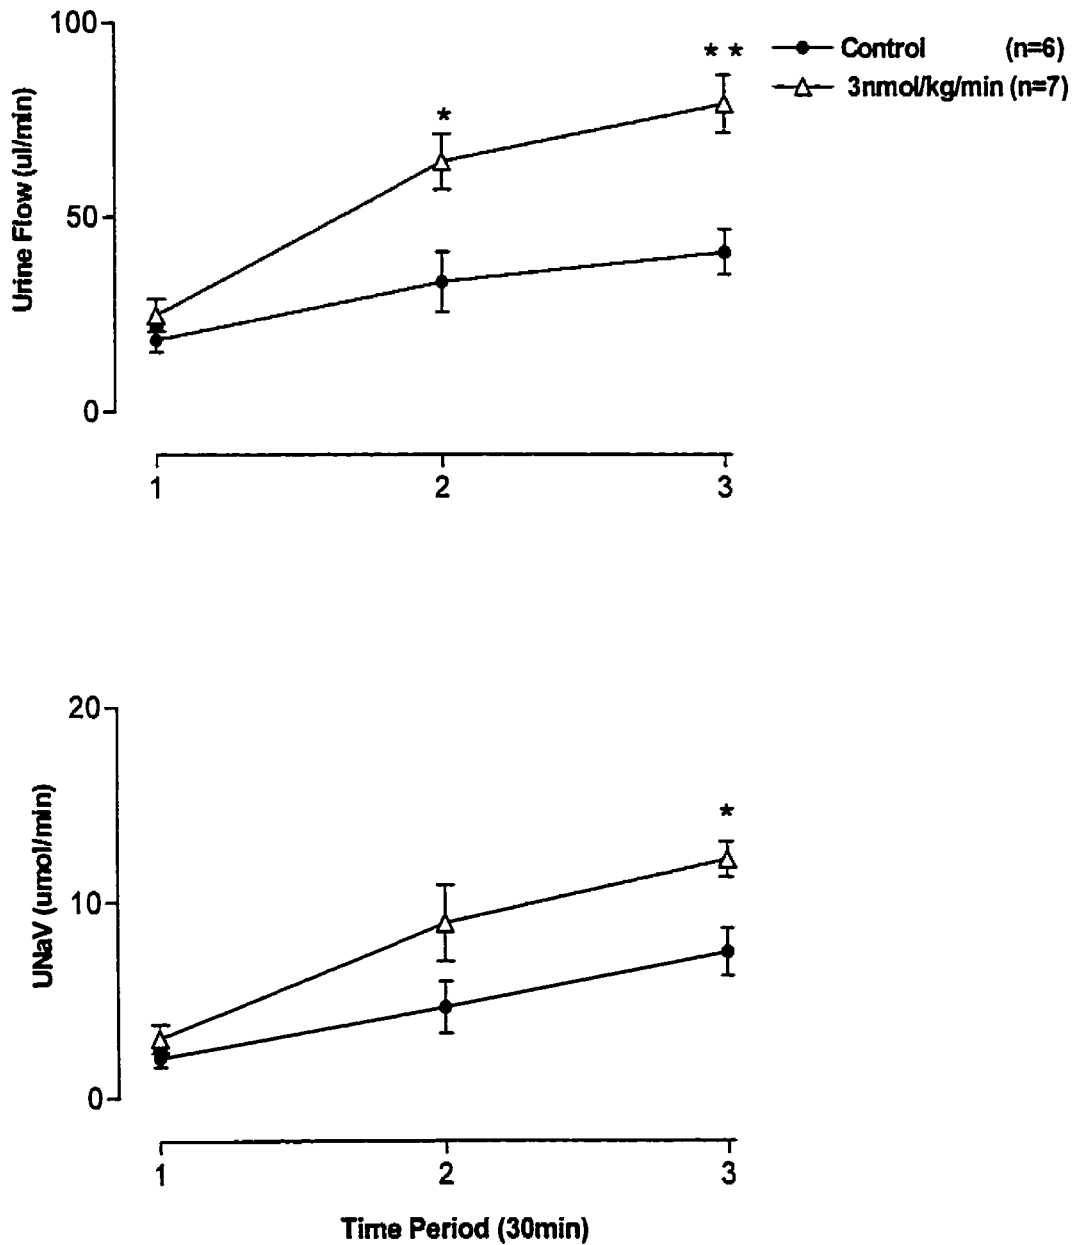 100
50
0
Urine Flow (ul/min)
* *
*
Control (n=6)
3nmol/kg/min (n=7)
1 2 3
20
10
0
UNaV (umol/min)
*
1 2 3
Time Period (30min)